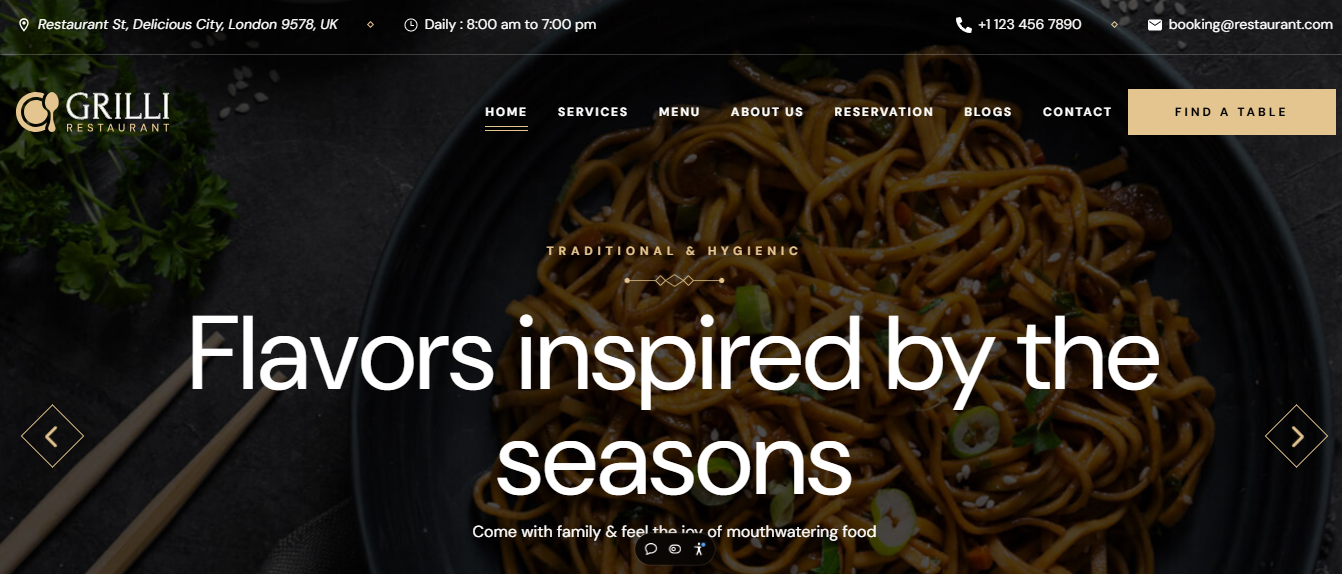 Restaurant St, Delicious City, London 9578, UK
Daily : 8:00 am to 7:00 pm
+1 123 456 7890
booking@restaurant.com
GRILLI
RESTAURANT
HOME
SERVICES
MENU
ABOUT US
RESERVATION
BLOGS
CONTACT
FIND A TABLE
TRADITIONAL & HYGIENIC
Flavors inspired by the
seasons
Come with family & feel the joy of mouthwatering food